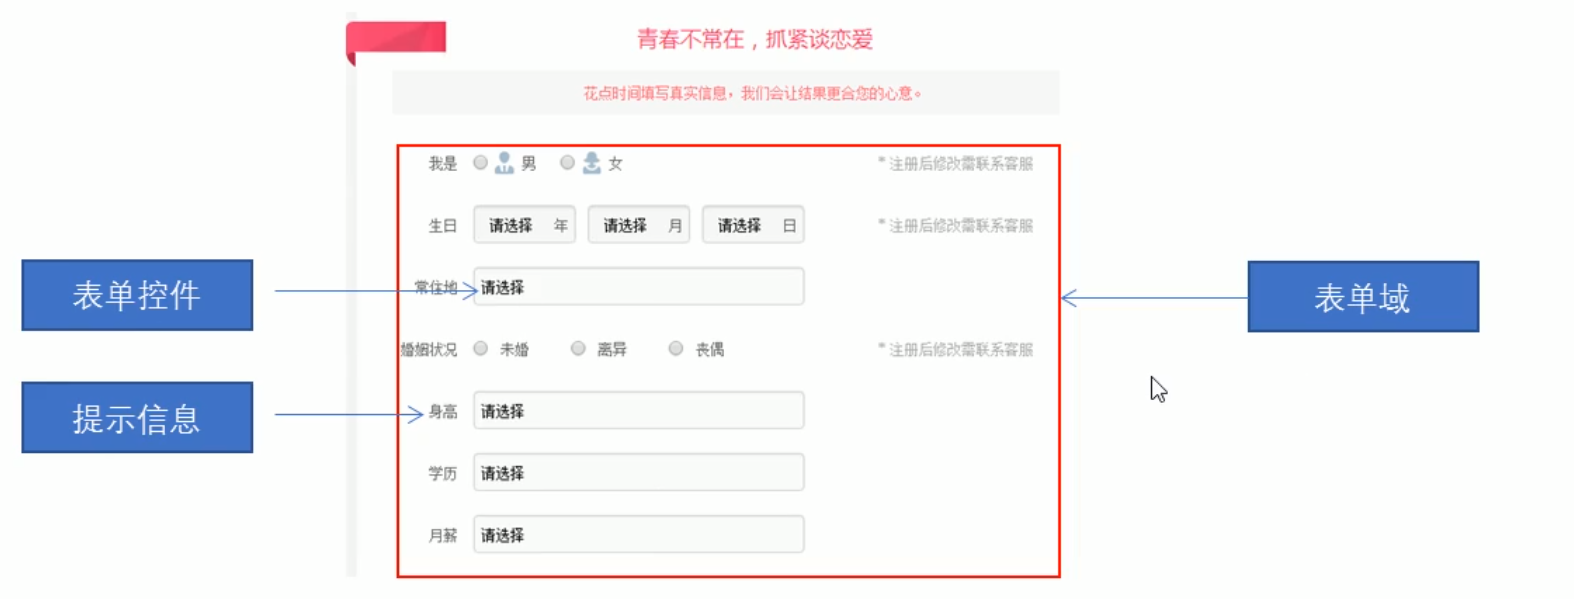 青春不常在，抓紧谈恋爱
花点时间填写真实信息，我们会让结果更合您的心意。
我是 男 女 * 注册后修改需联系客服
生日 请选择 年 请选择 月 请选择 日 * 注册后修改需联系客服
表单控件
常住地 请选择
表单域
婚姻状况 未婚 离异 丧偶 * 注册后修改需联系客服
提示信息
身高 请选择
学历 请选择
月薪 请选择